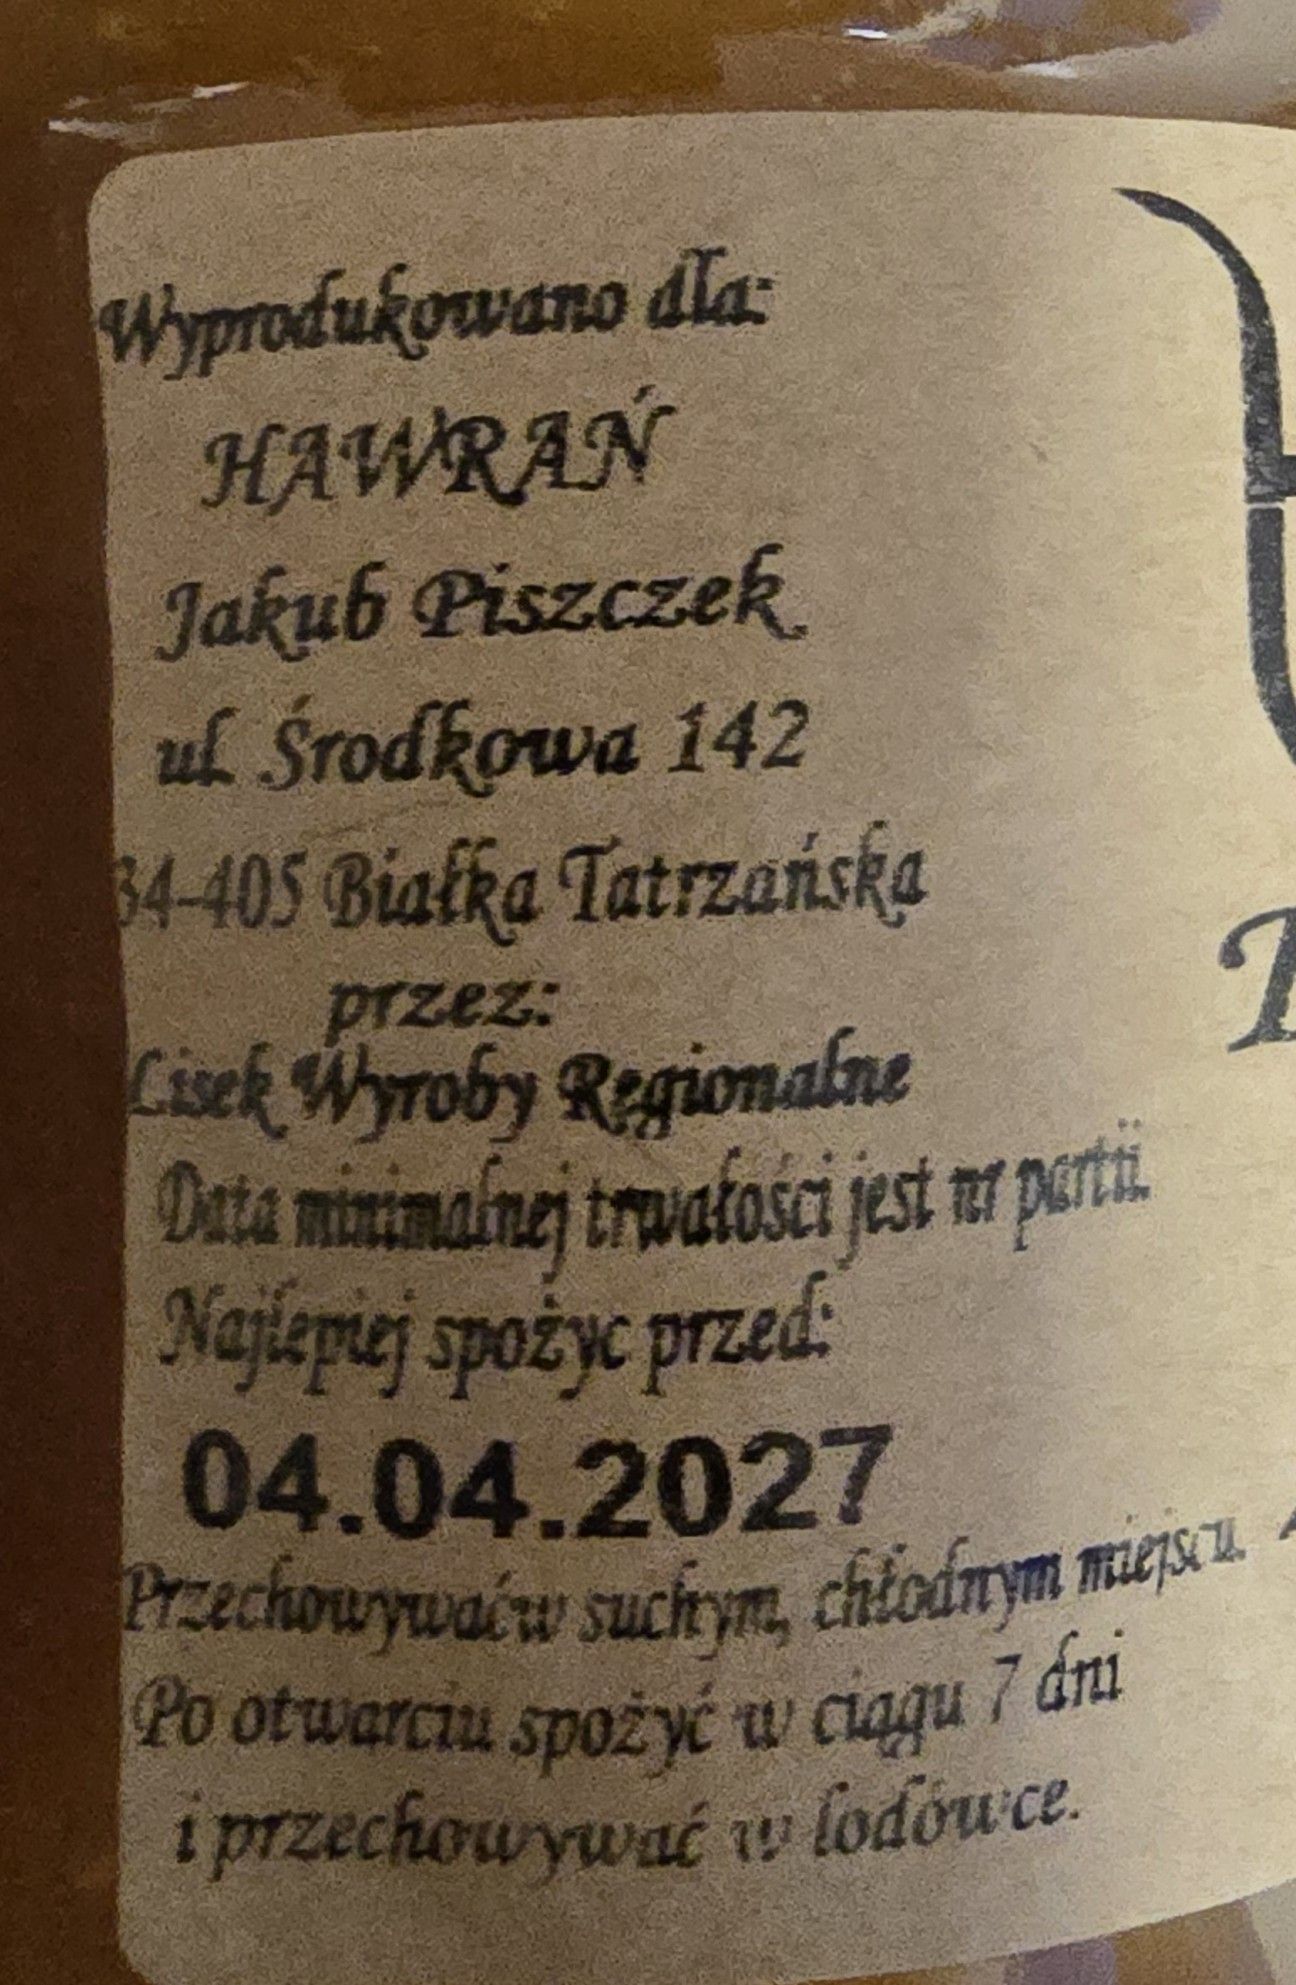 Wyprodukowano dla:
HAWRAŃ
Jakub Piszczek
ul. Środkowa 142
34-405 Białka Tatrzańska
przez:
Lisek Wyroby Regionalne
Data minimalnej trwałości jest nr partii.
Najlepiej spożyc przed:
04.04.2027
Przechowywać w suchym, chłodnym miejscu.
Po otwarciu spożyć w ciągu 7 dni
i przechowywać w lodówce.